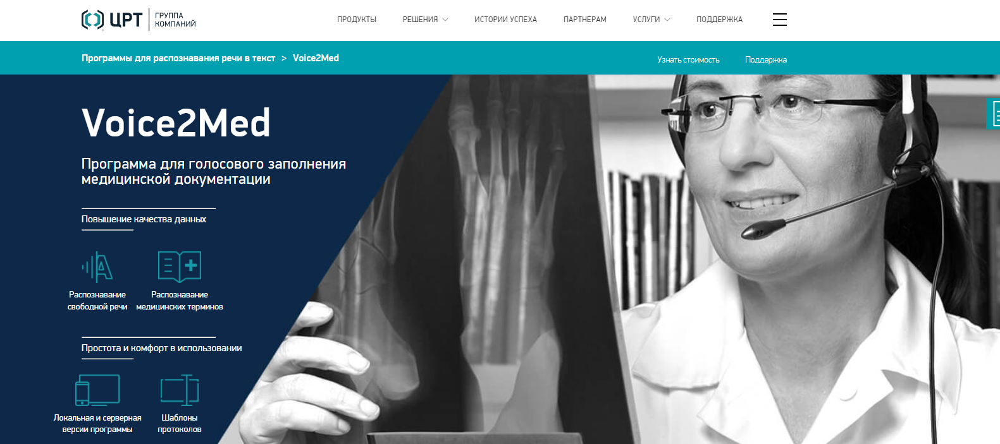 ЦРТ
ГРУППА
КОМПАНИЙ
ПРОДУКТЫ
РЕШЕНИЯ
ИСТОРИИ УСПЕХА
ПАРТНЕРАМ
УСЛУГИ
ПОДДЕРЖКА
Программы для распознавания речи в текст > Voice2Med
Узнать стоимость
Поддержка
Voice2Med
Программа для голосового заполнения
медицинской документации
Повышение качества данных
Распознавание
свободной речи
Распознавание
медицинских терминов
Простота и комфорт в использовании
Локальная и серверная
версии программы
Шаблоны
протоколов